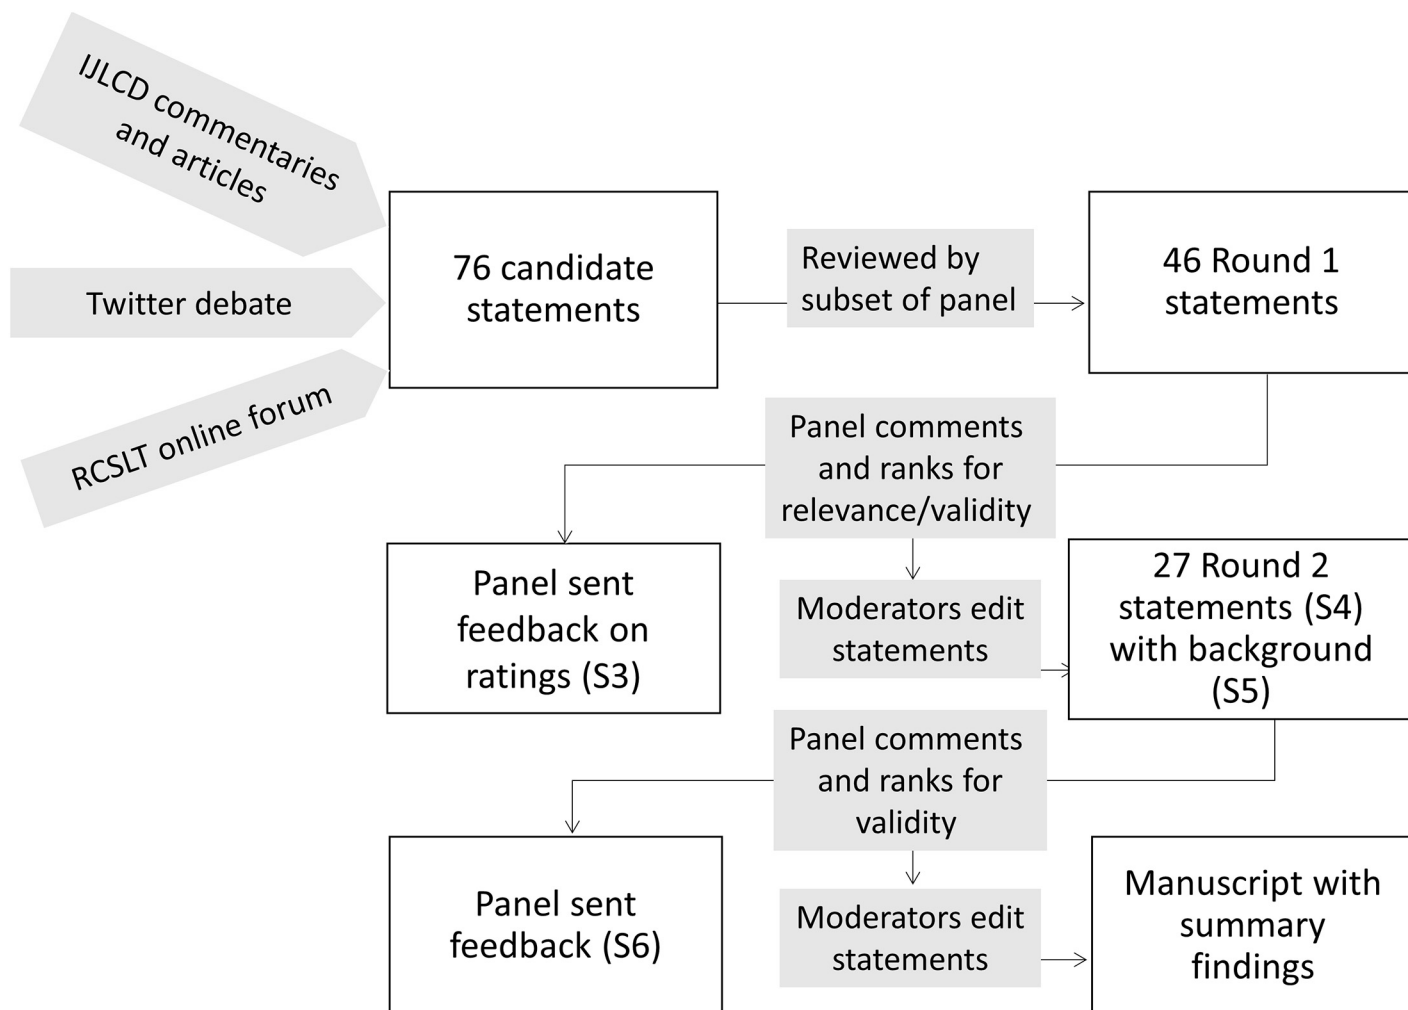 IJLCD commentaries
and articles
Twitter debate
RCSLT online forum
76 candidate
statements
Reviewed by
subset of panel
46 Round 1
statements
Panel comments
and ranks for
relevance/validity
Panel sent
feedback on
ratings (S3)
Moderators edit
statements
27 Round 2
statements (S4)
with background
(S5)
Panel comments
and ranks for
validity
Panel sent
feedback (S6)
Moderators edit
statements
Manuscript with
summary
findings